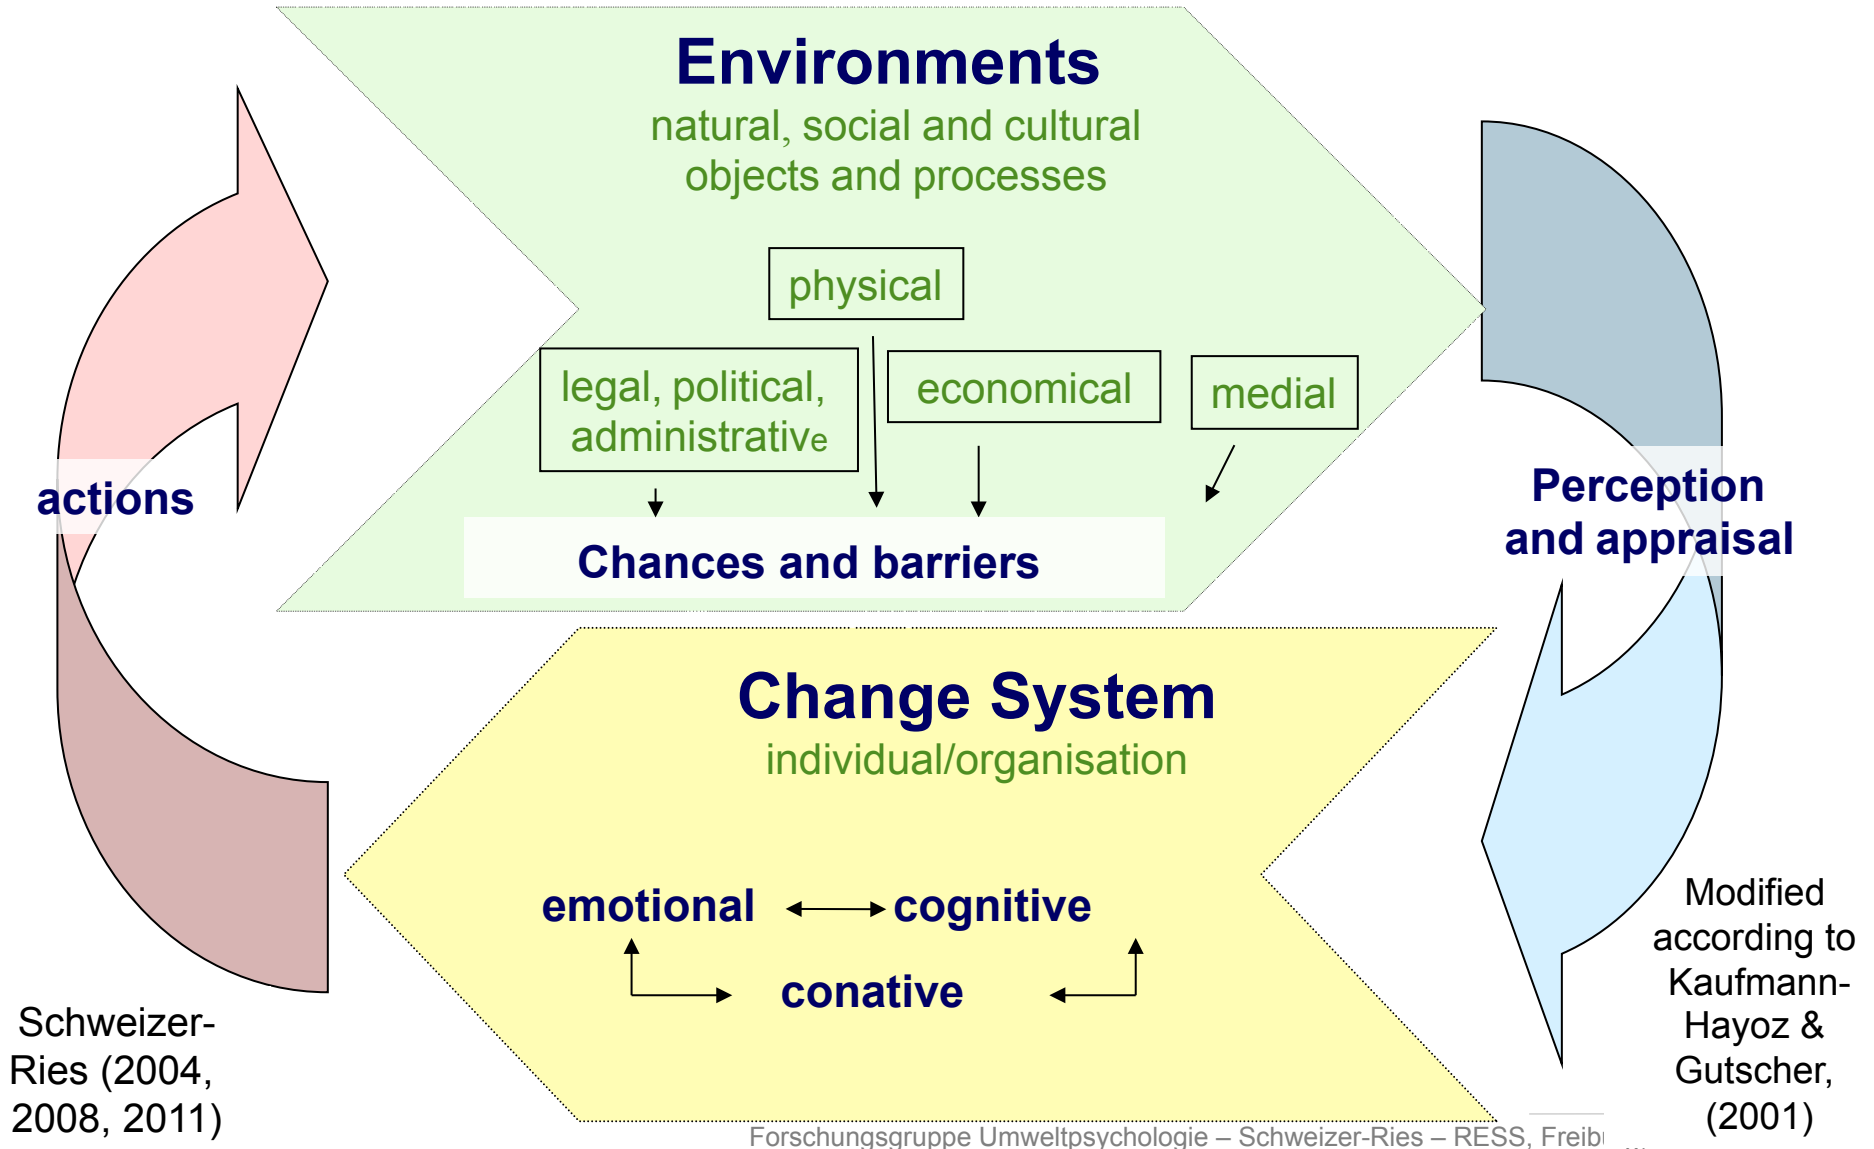 Environments
natural, social and cultural
objects and processes
physical
legal, political,
administrative
economical
medial
Chances and barriers
actions
Perception
and appraisal
Change System
individual/organisation
emotional
cognitive
conative
Schweizer-
Ries (2004,
2008, 2011)
Modified
according to
Kaufmann-
Hayoz &
Gutscher,
(2001)
Forschungsgruppe Umweltpsychologie – Schweizer-Ries – RESS,